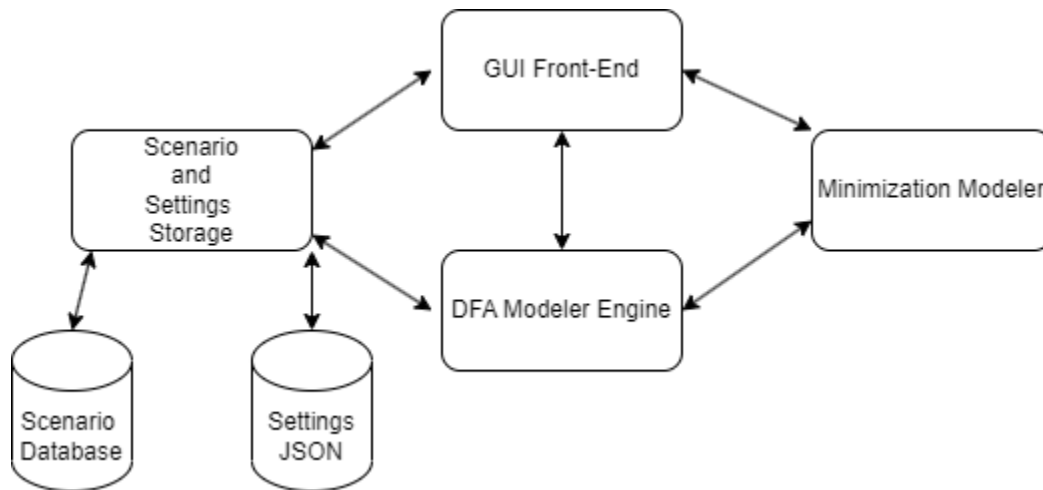 GUI Front-End
Scenario
and
Settings
Storage
Minimization Modeler
DFA Modeler Engine
Scenario
Database
Settings
JSON